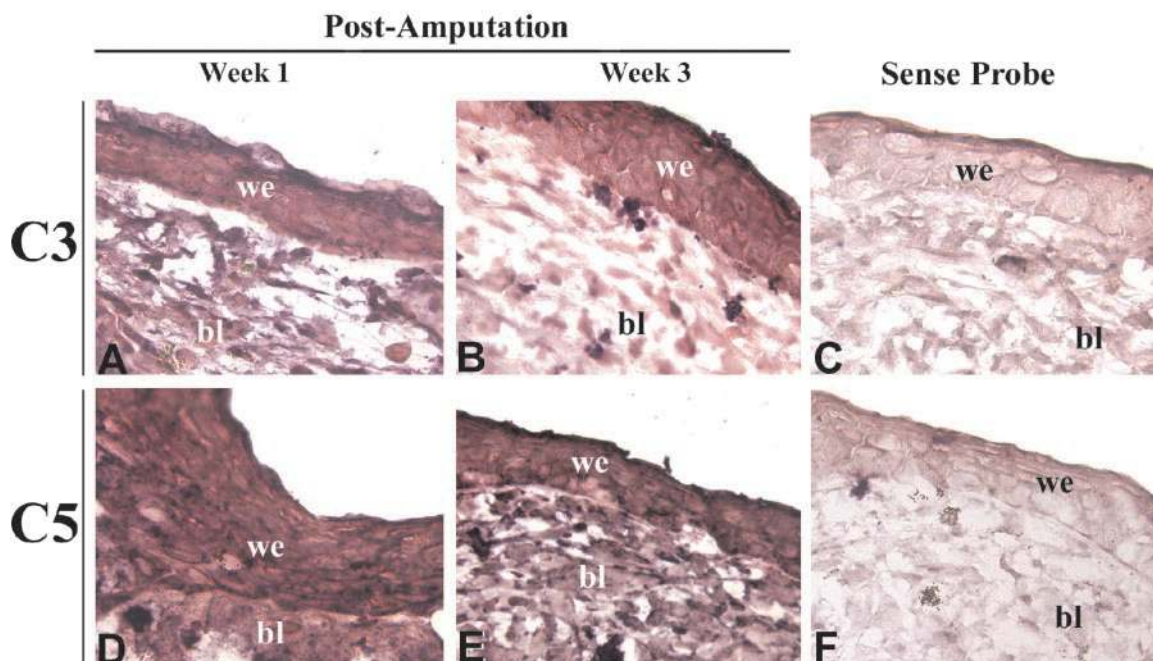 Post-Amputation
Week 1
Week 3
Sense Probe
C3
we
bl
A
we
bl
B
we
bl
C
C5
we
bl
D
we
bl
E
we
bl
F